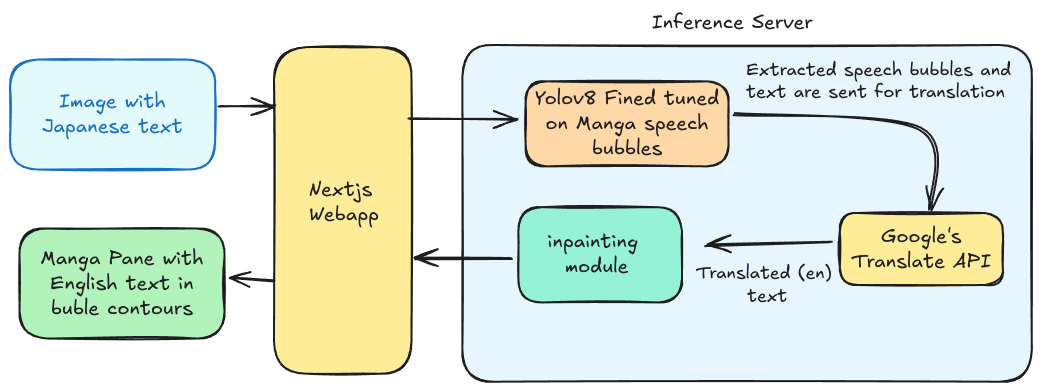 Inference Server
Image with
Japanese text
Nextjs
Webapp
Yolov8 Fined tuned
on Manga speech
bubbles
Extracted speech bubbles and
text are sent for translation
Google's
Translate API
Translated (en)
text
inpainting
module
Manga Pane with
English text in
buble contours